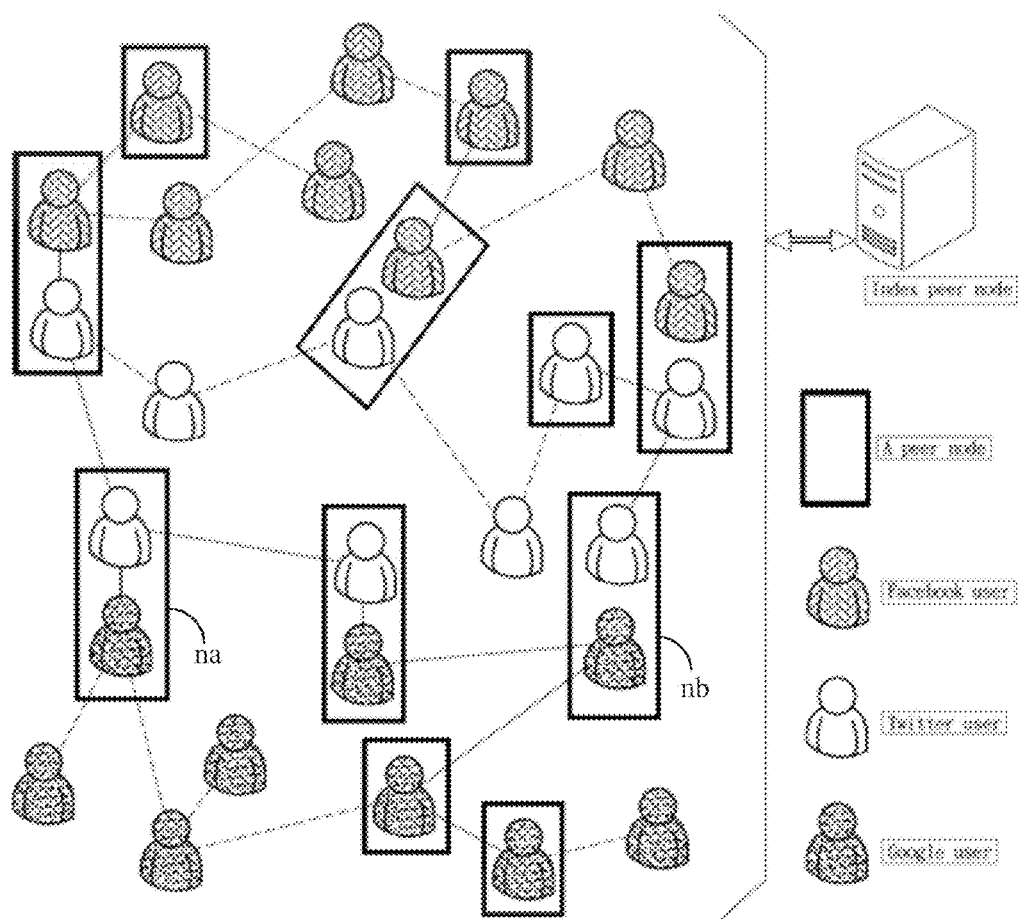 Index peer node
A peer node
Facebook user
na
nb
Twitter user
Google user